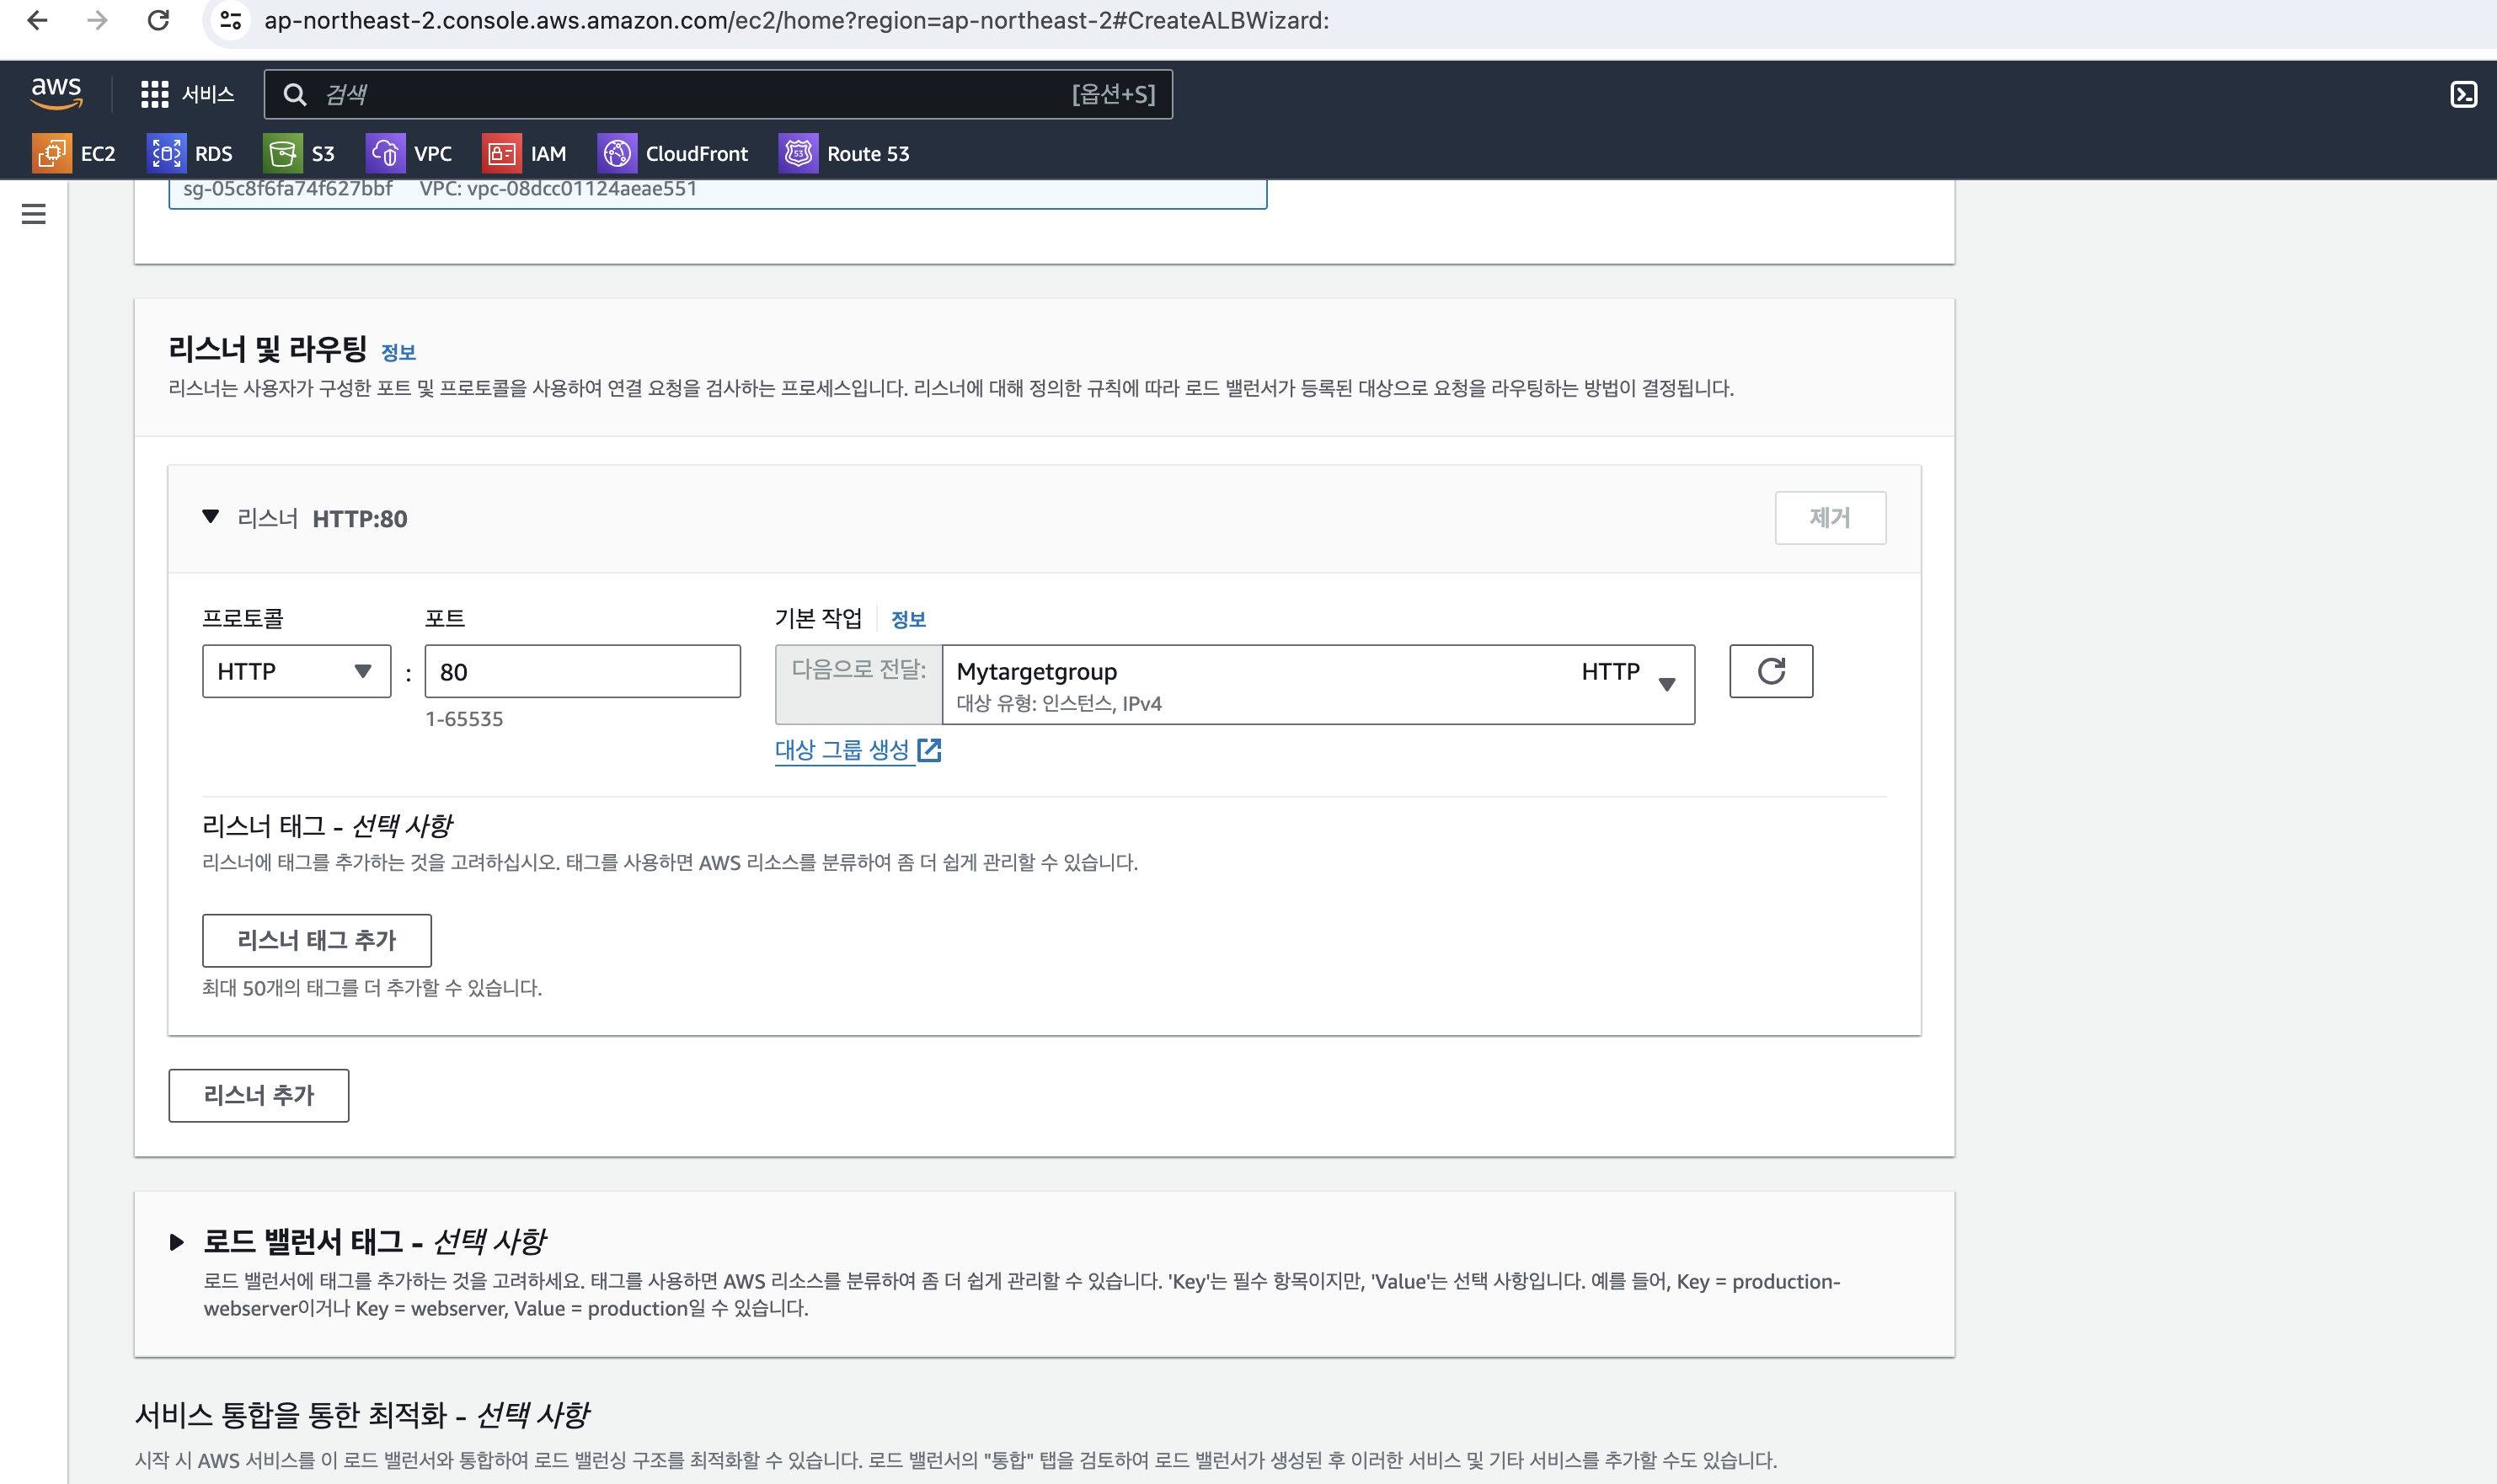 ap-northeast-2.console.aws.amazon.com/ec2/home?region=ap-northeast-2#CreateALBWizard:
aws 서비스 검색 [옵션+S]
EC2 RDS S3 VPC IAM CloudFront 53 Route 53
sg-05c8f6fa74f627bbf VPC: vpc-08dcc01124aeae551
리스너 및 라우팅 정보
리스너는 사용자가 구성한 포트 및 프로토콜을 사용하여 연결 요청을 검사하는 프로세스입니다. 리스너에 대해 정의한 규칙에 따라 로드 밸런서가 등록된 대상으로 요청을 라우팅하는 방법이 결정됩니다.
리스너 HTTP:80 제거
프로토콜 포트 기본 작업 정보
HTTP : 80 다음으로 전달: Mytargetgroup HTTP
대상 유형: 인스턴스, IPv4
1-65535
대상 그룹 생성
리스너 태그 - 선택 사항
리스너에 태그를 추가하는 것을 고려하십시오. 태그를 사용하면 AWS 리소스를 분류하여 좀 더 쉽게 관리할 수 있습니다.
리스너 태그 추가
최대 50개의 태그를 더 추가할 수 있습니다.
리스너 추가
로드 밸런서 태그 - 선택 사항
로드 밸런서에 태그를 추가하는 것을 고려하세요. 태그를 사용하면 AWS 리소스를 분류하여 좀 더 쉽게 관리할 수 있습니다. 'Key'는 필수 항목이지만, 'Value'는 선택 사항입니다. 예를 들어, Key = production-
webserver이거나 Key = webserver, Value = production일 수 있습니다.
서비스 통합을 통한 최적화 - 선택 사항
시작 시 AWS 서비스를 이 로드 밸런서와 통합하여 로드 밸런싱 구조를 최적화할 수 있습니다. 로드 밸런서의 "통합" 탭을 검토하여 로드 밸런서가 생성된 후 이러한 서비스 및 기타 서비스를 추가할 수도 있습니다.